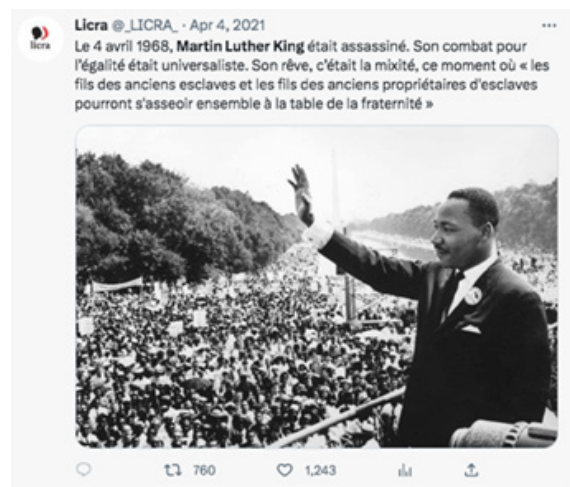 Licra @_LICRA_ · Apr 4, 2021
licra
Le 4 avril 1968, Martin Luther King était assassiné. Son combat pour
l'égalité était universaliste. Son rêve, c'était la mixité, ce moment où « les
fils des anciens esclaves et les fils des anciens propriétaires d'esclaves
pourront s'asseoir ensemble à la table de la fraternité »
760 1,243